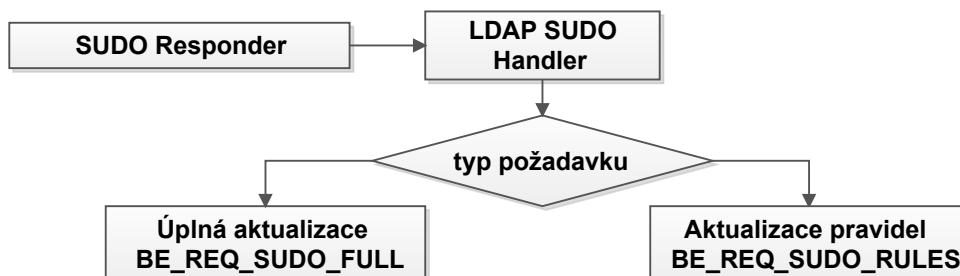 SUDO Responder
LDAP SUDO
Handler
typ požadavku
Úplná aktualizace
BE_REQ_SUDO_FULL
Aktualizace pravidel
BE_REQ_SUDO_RULES